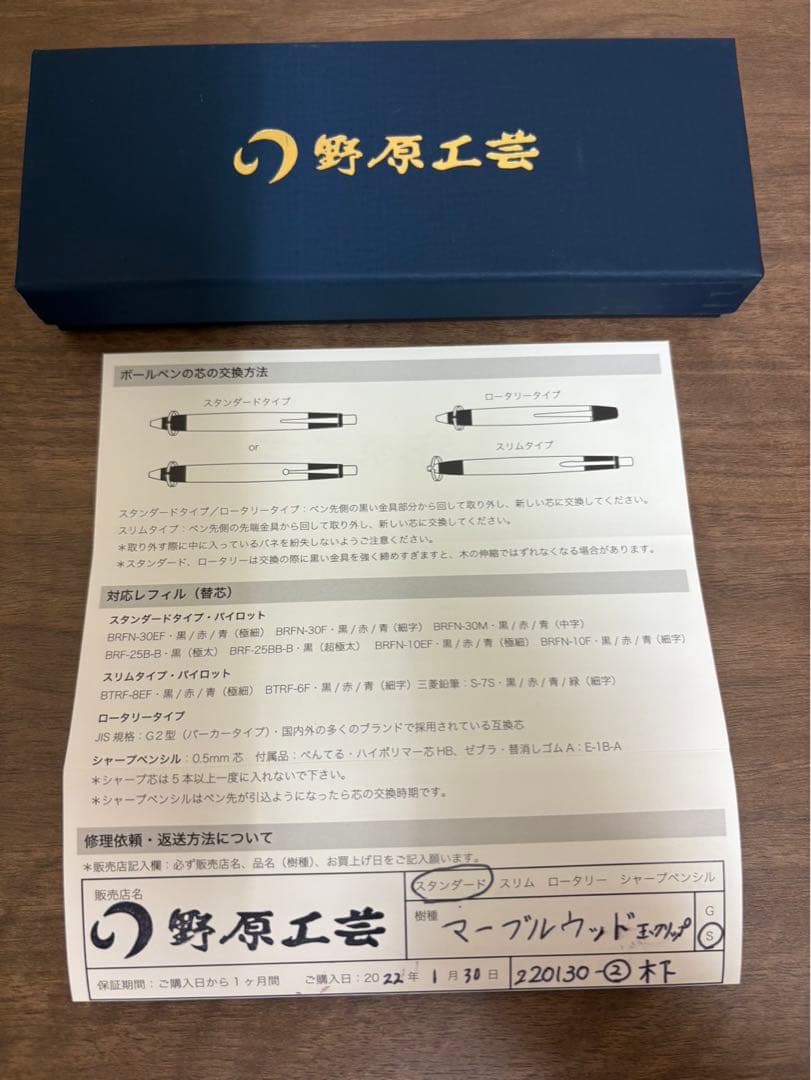 野原工芸
ボールペンの芯の交換方法
スタンダードタイプ
ロータリータイプ
or
スリムタイプ
スタンダードタイプ／ロータリータイプ：ペン先側の黒い金具部分から回して取り外し、新しい芯に交換してください。
スリムタイプ：ペン先側の先端金具から回して取り外し、新しい芯に交換してください。
＊取り外す際に中に入っているバネを紛失しないようご注意ください。
＊スタンダード、ロータリーは交換の際に黒い金具を強く締めすぎますと、木の伸縮ではずれなくなる場合があります。
対応レフィル（替芯）
スタンダードタイプ・パイロット
BRFN-30EF・黒 / 赤 / 青（極細） BRFN-30F・黒 / 赤 / 青（細字） BRFN-30M・黒 / 赤 / 青（中字）
BRF-25B-B・黒（極太） BRF-25BB-B・黒（超極太） BRFN-10EF・黒 / 赤 / 青（極細） BRFN-10F・黒 / 赤 / 青（細字）
スリムタイプ・パイロット
BTRF-8EF・黒 / 赤 / 青（極細） BTRF-6F・黒 / 赤 / 青（細字）三菱鉛筆：S-7S・黒 / 赤 / 青 / 緑（細字）
ロータリータイプ
JIS 規格：G２型（パーカータイプ）・国内外の多くのブランドで採用されている互換芯
シャープペンシル：0.5mm 芯 付属品：ぺんてる・ハイポリマー芯 HB、ゼブラ・替消しゴム A：E-1B-A
＊シャープ芯は５本以上一度に入れないで下さい。
＊シャープペンシルはペン先が引込ようになったら芯の交換時期です。
修理依頼・返送方法について
＊販売店記入欄：必ず販売店名、品名（樹種）、お買上げ日をご記入願います。
販売店名
野原工芸
スタンダード スリム ロータリー シャープペンシル
樹種 マーブルウッド玉クリップ
G
S
保証期間：ご購入日から１ヶ月間 ご購入日：2022年 1月30日
220130-② 木下